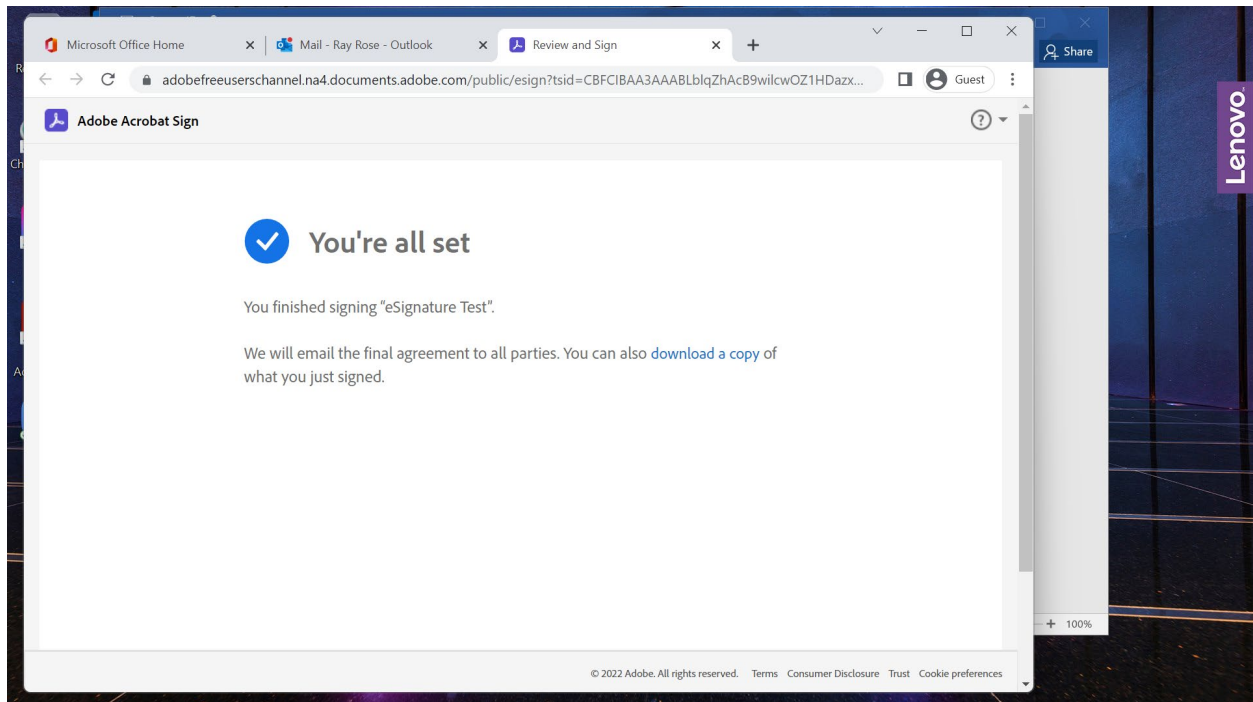 Microsoft Office Home
Mail - Ray Rose - Outlook
Review and Sign
Share
adobefreeuserschannel.na4.documents.adobe.com/public/esign?tsid=CBFCIBAA3AAABLblqZhAcB9wilcwOZ1HDazx...
Guest
Adobe Acrobat Sign
Lenovo.
You're all set
You finished signing "eSignature Test".
We will email the final agreement to all parties. You can also download a copy of
what you just signed.
100%
© 2022 Adobe. All rights reserved. Terms Consumer Disclosure Trust Cookie preferences